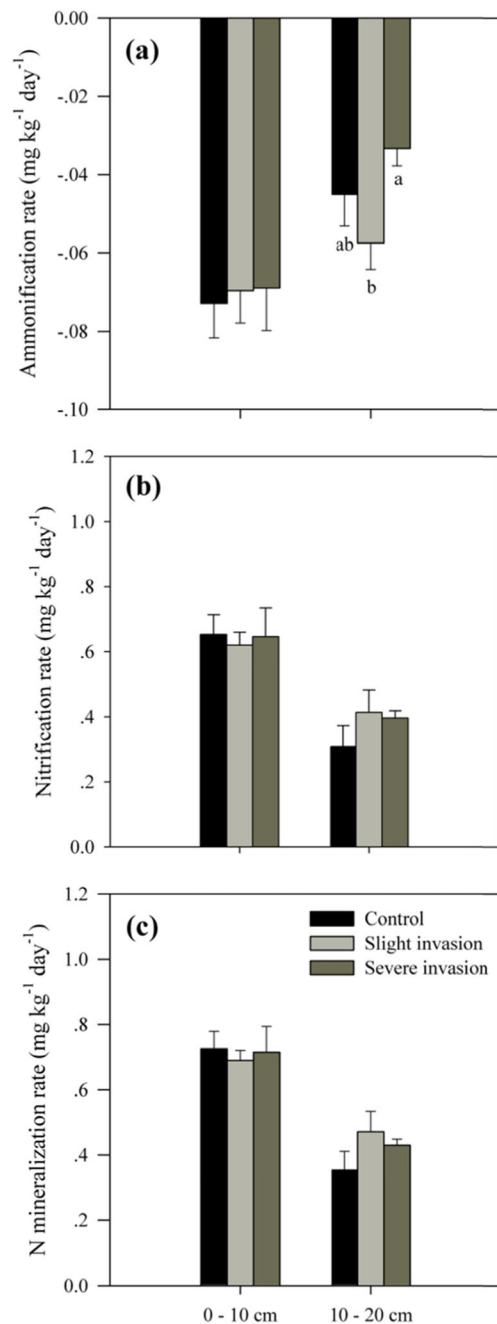 (a)
0.00
-.02
-.04
-.06
-.08
-.10
Ammonification rate (mg kg-1 day-1)
ab
b
a
(b)
1.2
1.0
.8
.6
.4
.2
0.0
Nitrification rate (mg kg-1 day-1)
(c)
1.2
1.0
.8
.6
.4
.2
0.0
N mineralization rate (mg kg-1 day-1)
Control
Slight invasion
Severe invasion
0 - 10 cm
10 - 20 cm